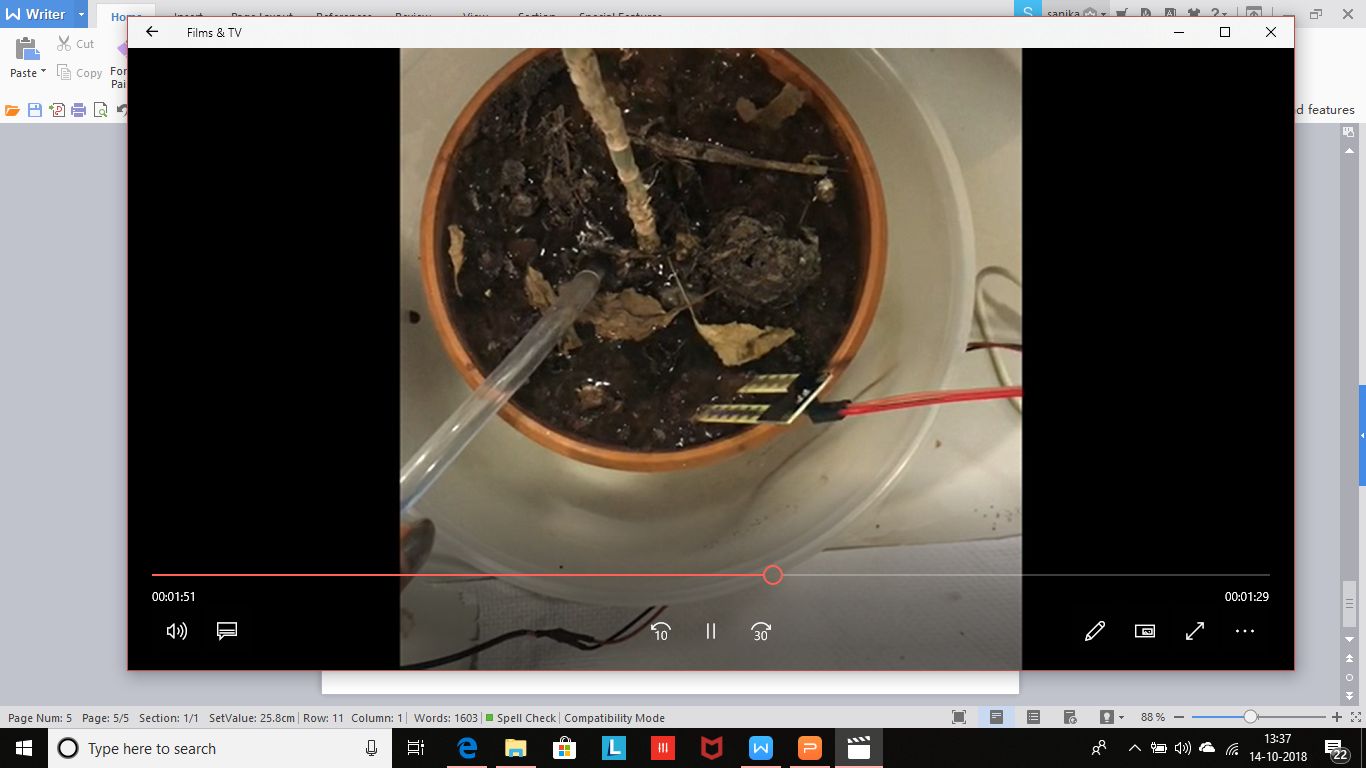 Writer
Home
Insert Page Layout References Review View Section Special Features
sanika
Films & TV
Cut
Paste
Copy
For
Pai
d features
00:01:51
00:01:29
10
30
Page Num: 5 Page: 5/5 Section: 1/1 SetValue: 25.8cm Row: 11 Column: 1 Words: 1603 Spell Check Compatibility Mode
88 %
Type here to search
13:37
14-10-2018
22